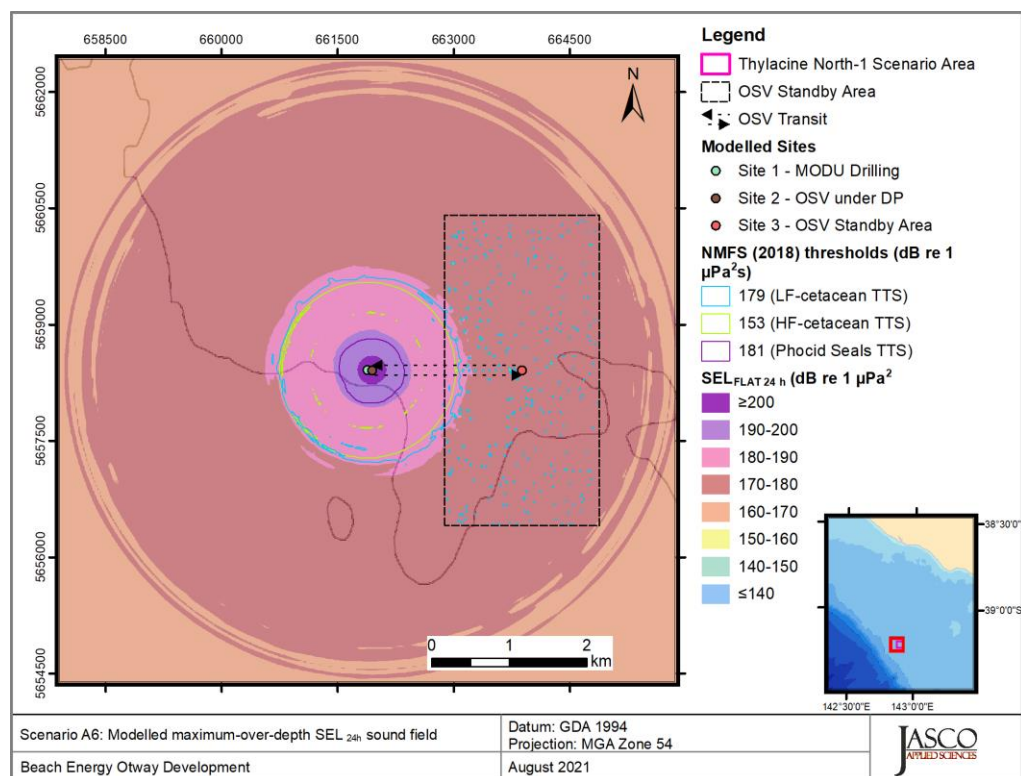 658500 660000 661500 663000 664500
5662000
5660500
5659000
5657500
5656000
5654500
N
0 1 2
km
Legend
Thylacine North-1 Scenario Area
OSV Standby Area
OSV Transit
Modelled Sites
Site 1 - MODU Drilling
Site 2 - OSV under DP
Site 3 - OSV Standby Area
NMFS (2018) thresholds (dB re 1
µPa²s)
179 (LF-cetacean TTS)
153 (HF-cetacean TTS)
181 (Phocid Seals TTS)
SEL FLAT 24 h (dB re 1 µPa²
≥200
190-200
180-190
170-180
160-170
150-160
140-150
≤140
38°30'0"S
39°0'0"S
142°30'0"E 143°0'0"E
Scenario A6: Modelled maximum-over-depth SEL 24h sound field
Datum: GDA 1994
Projection: MGA Zone 54
Beach Energy Otway Development
August 2021
JASCO
APPLIED SCIENCES